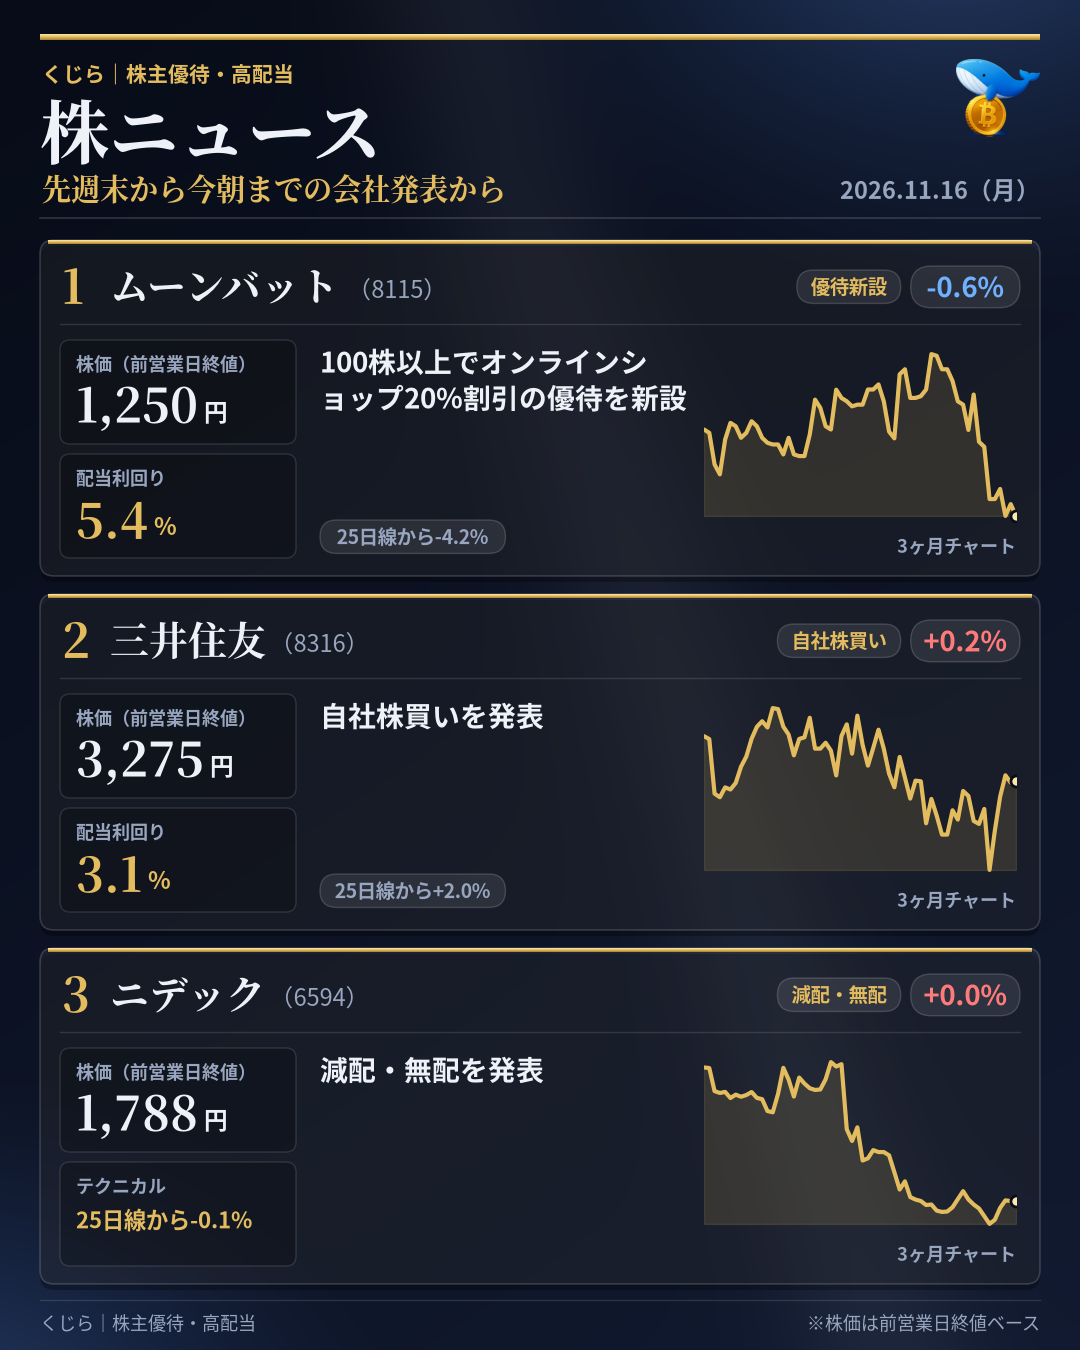 くじら｜株主優待・高配当
株ニュース
先週末から今朝までの会社発表から
2026.11.16（月）
1 ムーンバット （8115） 優待新設 -0.6%
株価（前営業日終値）
1,250 円
配当利回り
5.4 %
100株以上でオンラインシ
ョップ20%割引の優待を新設
25日線から-4.2%
3ヶ月チャート
2 三井住友 （8316） 自社株買い +0.2%
株価（前営業日終値）
3,275 円
配当利回り
3.1 %
自社株買いを発表
25日線から+2.0%
3ヶ月チャート
3 ニデック （6594） 減配・無配 +0.0%
株価（前営業日終値）
1,788 円
テクニカル
25日線から-0.1%
減配・無配を発表
3ヶ月チャート
くじら｜株主優待・高配当
※株価は前営業日終値ベース